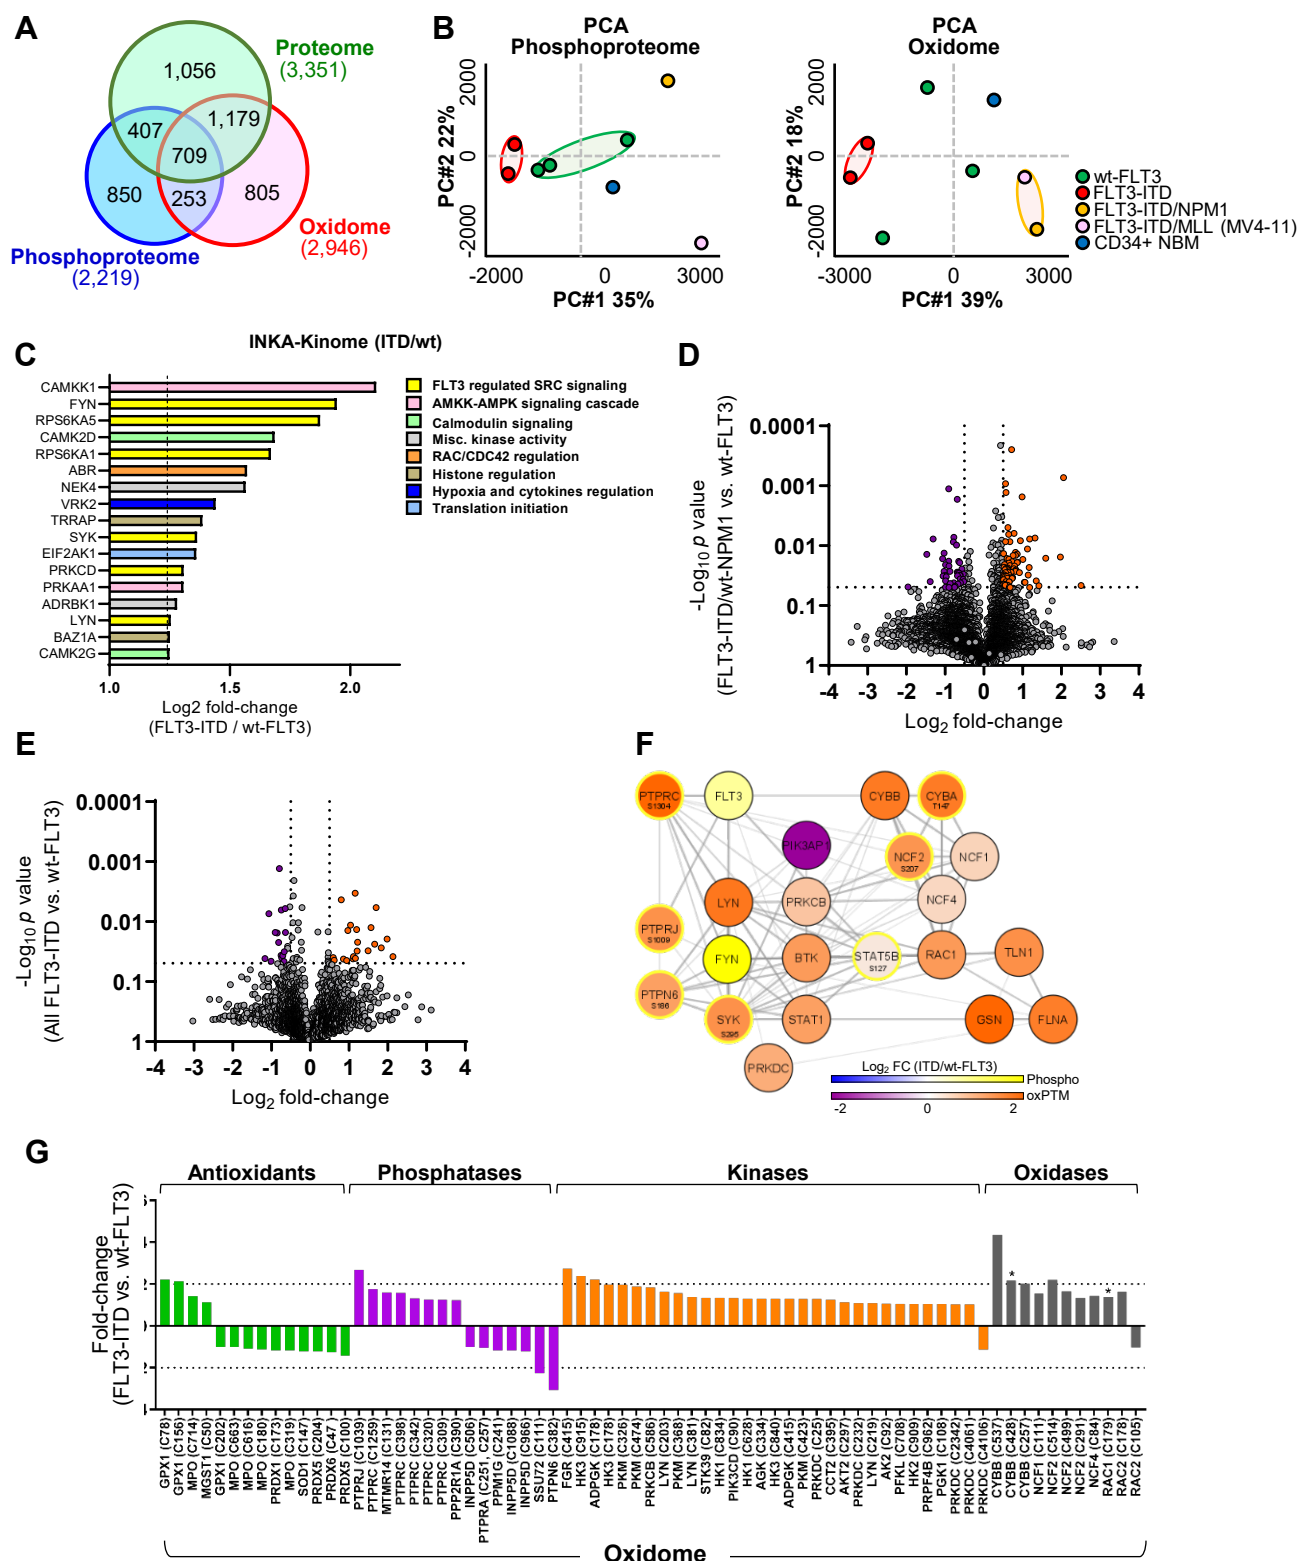 A
Proteome
(3,351)
1,056
407
1,179
709
850
253
805
Phosphoproteome
(2,219)
Oxidome
(2,946)
B
PCA
Phosphoproteome
PC#2 22%
2000
0
-2000
-2000
0
3000
PC#1 35%
PCA
Oxidome
PC#2 18%
2000
0
-2000
-3000
0
3000
PC#1 39%
wt-FLT3
FLT3-ITD
FLT3-ITD/NPM1
FLT3-ITD/MLL (MV4-11)
CD34+ NBM
C
INKA-Kinome (ITD/wt)
CAMKK1
FYN
RPS6KA5
CAMK2D
RPS6KA1
ABR
NEK4
VRK2
TRRAP
SYK
EIF2AK1
PRKCD
PRKAA1
ADRBK1
LYN
BAZ1A
CAMK2G
1.0
1.5
2.0
Log2 fold-change
(FLT3-ITD / wt-FLT3)
FLT3 regulated SRC signaling
AMKK-AMPK signaling cascade
Calmodulin signaling
Misc. kinase activity
RAC/CDC42 regulation
Histone regulation
Hypoxia and cytokines regulation
Translation initiation
D
-Log10 p value
(FLT3-ITD/wt-NPM1 vs. wt-FLT3)
0.0001
0.001
0.01
0.1
1
-4 -3 -2 -1 0 1 2 3 4
Log2 fold-change
E
-Log10 p value
(All FLT3-ITD vs. wt-FLT3)
0.0001
0.001
0.01
0.1
1
-4 -3 -2 -1 0 1 2 3 4
Log2 fold-change
F
PTPRC
S1304
FLT3
CYBB
CYBA
T147
PIK3AP1
NCF2
S207
NCF1
LYN
PRKCB
NCF4
PTPRJ
S1009
FYN
BTK
STAT5B
S127
RAC1
TLN1
PTPN6
S186
SYK
S295
STAT1
GSN
FLNA
PRKDC
Log2 FC (ITD/wt-FLT3)
Phospho
oxPTM
-2
0
2
G
Antioxidants
Phosphatases
Kinases
Oxidases
Fold-change
(FLT3-ITD vs. wt-FLT3)
6
4
2
0
2
4
*
*
GPX1 (C78)
GPX1 (C156)
MPO (C714)
MGST1 (C50)
GPX1 (C202)
MPO (C663)
MPO (C616)
MPO (C180)
PRDX1 (C173)
MPO (C319)
SOD1 (C147)
PRDX5 (C204)
PRDX6 (C47 )
PRDX5 (C100)
PTPRJ (C1039)
PTPRC (C1259)
MTMR14 (C131)
PTPRC (C398)
PTPRC (C342)
PTPRC (C320)
PTPRC (C309)
PPP2R1A (C390)
INPP5D (C506)
PTPRA (C251, C257)
PPM1G (C241)
INPP5D (C1088)
INPP5D (C966)
SSU72 (C111)
PTPN6 (C382)
FGR (C415)
HK3 (C915)
ADPGK (C178)
HK3 (C178)
PKM (C326)
PKM (C474)
PRKCB (C586)
LYN (C203)
PKM (C368)
LYN (C381)
STK39 (C82)
HK1 (C834)
PIK3CD (C90)
HK1 (C628)
AGK (C334)
HK3 (C840)
ADPGK (C415)
PKM (C423)
PRKDC (C25)
CCT2 (C395)
AKT2 (C297)
PRKDC (C232)
LYN (C219)
AK2 (C92)
PFKL (C708)
HK2 (C909)
PRPF4B (C962)
PGK1 (C108)
PRKDC (C2342)
PRKDC (C4061)
PRKDC (C4106)
CYBB (C537)
CYBB (C428)
CYBB (C257)
NCF1 (C111)
NCF2 (C514)
NCF2 (C499)
NCF2 (C291)
NCF4 (C84)
RAC1 (C179)
RAC2 (C178)
RAC2 (C105)
Oxidome